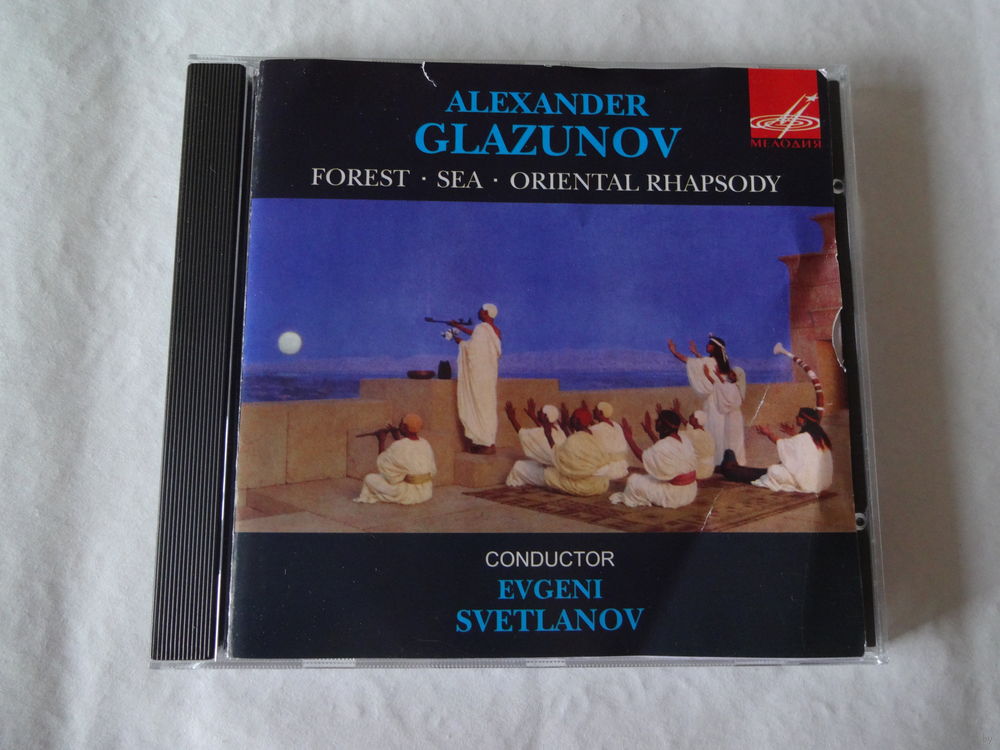 ALEXANDER
GLAZUNOV
МЕЛОДИЯ
FOREST · SEA · ORIENTAL RHAPSODY
CONDUCTOR
EVGENI
SVETLANOV